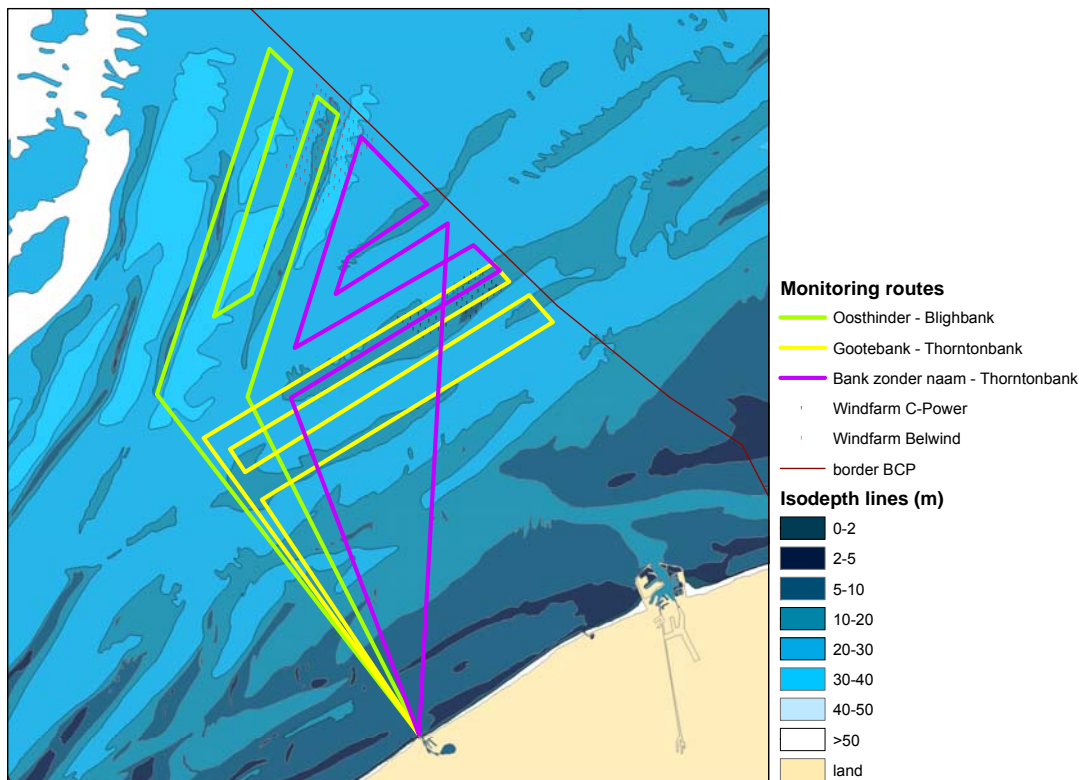 Monitoring routes
Oosthinder - Blighbank
Gootebank - Thorntonbank
Bank zonder naam - Thorntonbank
Windfarm C-Power
Windfarm Belwind
border BCP
Isodepth lines (m)
0-2
2-5
5-10
10-20
20-30
30-40
40-50
>50
land